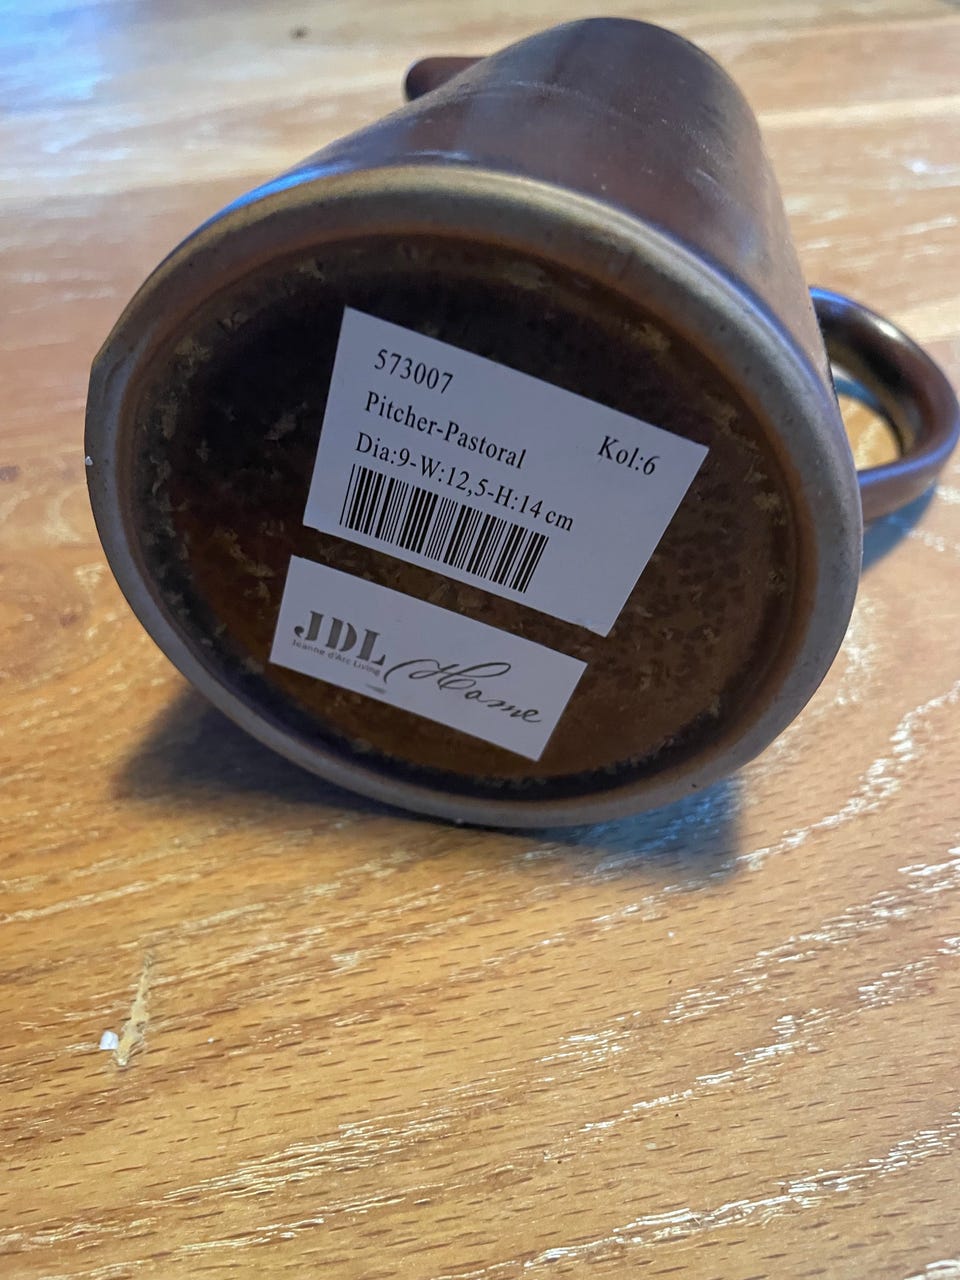 573007
Pitcher-Pastoral
Kol:6
Dia:9-W:12,5-H:14 cm
JDL
Jeanne d'Arc Living
Home